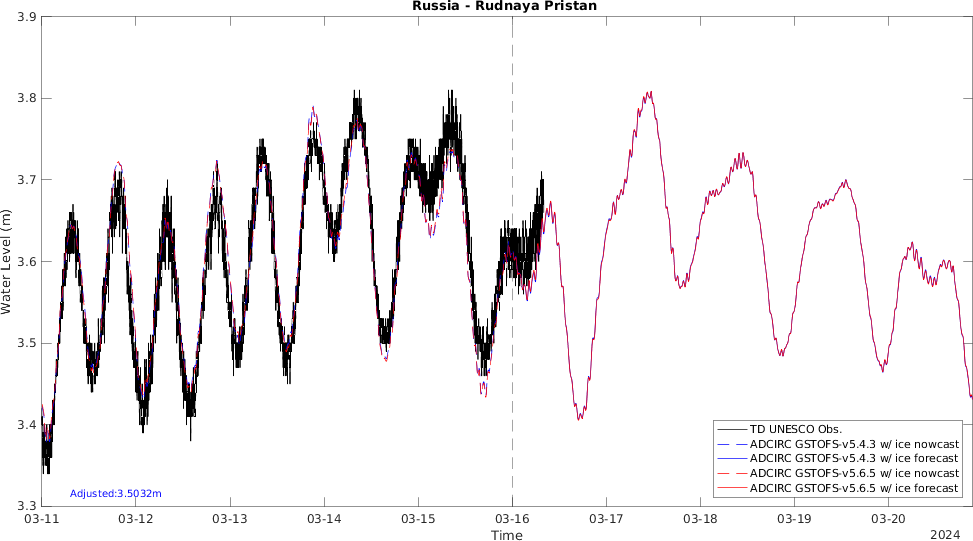 Russia - Rudnaya Pristan
3.9
3.8
3.7
3.6
3.5
3.4
3.3
Water Level (m)
Adjusted:3.5032m
TD UNESCO Obs.
ADCIRC GSTOFS-v5.4.3 w/ ice nowcast
ADCIRC GSTOFS-v5.4.3 w/ ice forecast
ADCIRC GSTOFS-v5.6.5 w/ ice nowcast
ADCIRC GSTOFS-v5.6.5 w/ ice forecast
03-11 03-12 03-13 03-14 03-15 03-16 03-17 03-18 03-19 03-20
Time
2024